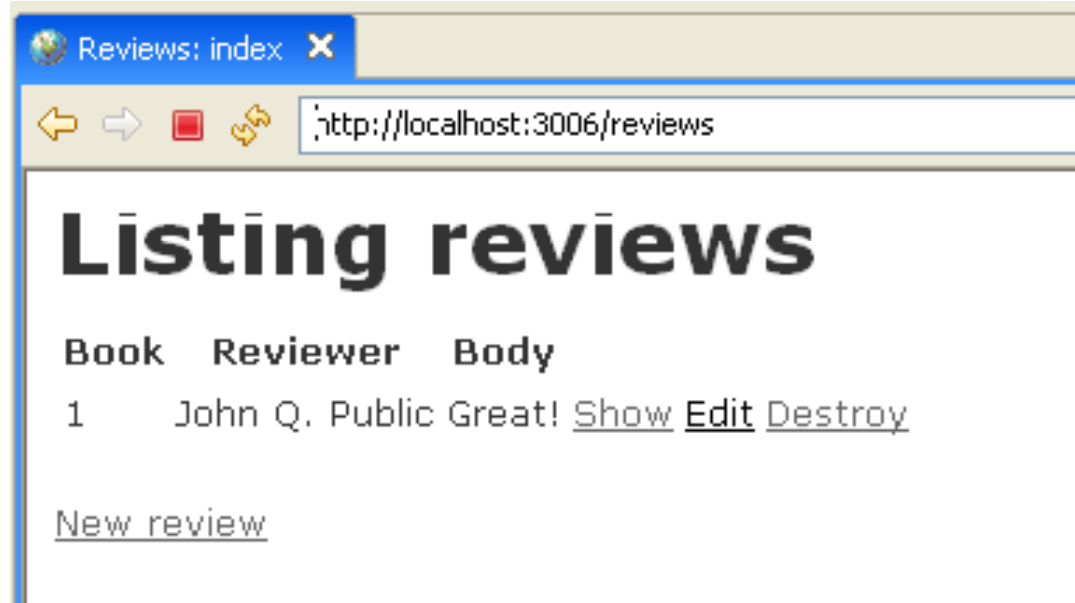 Reviews: index
http://localhost:3006/reviews
Listing reviews
Book Reviewer Body
1 John Q. Public Great! Show Edit Destroy
New review